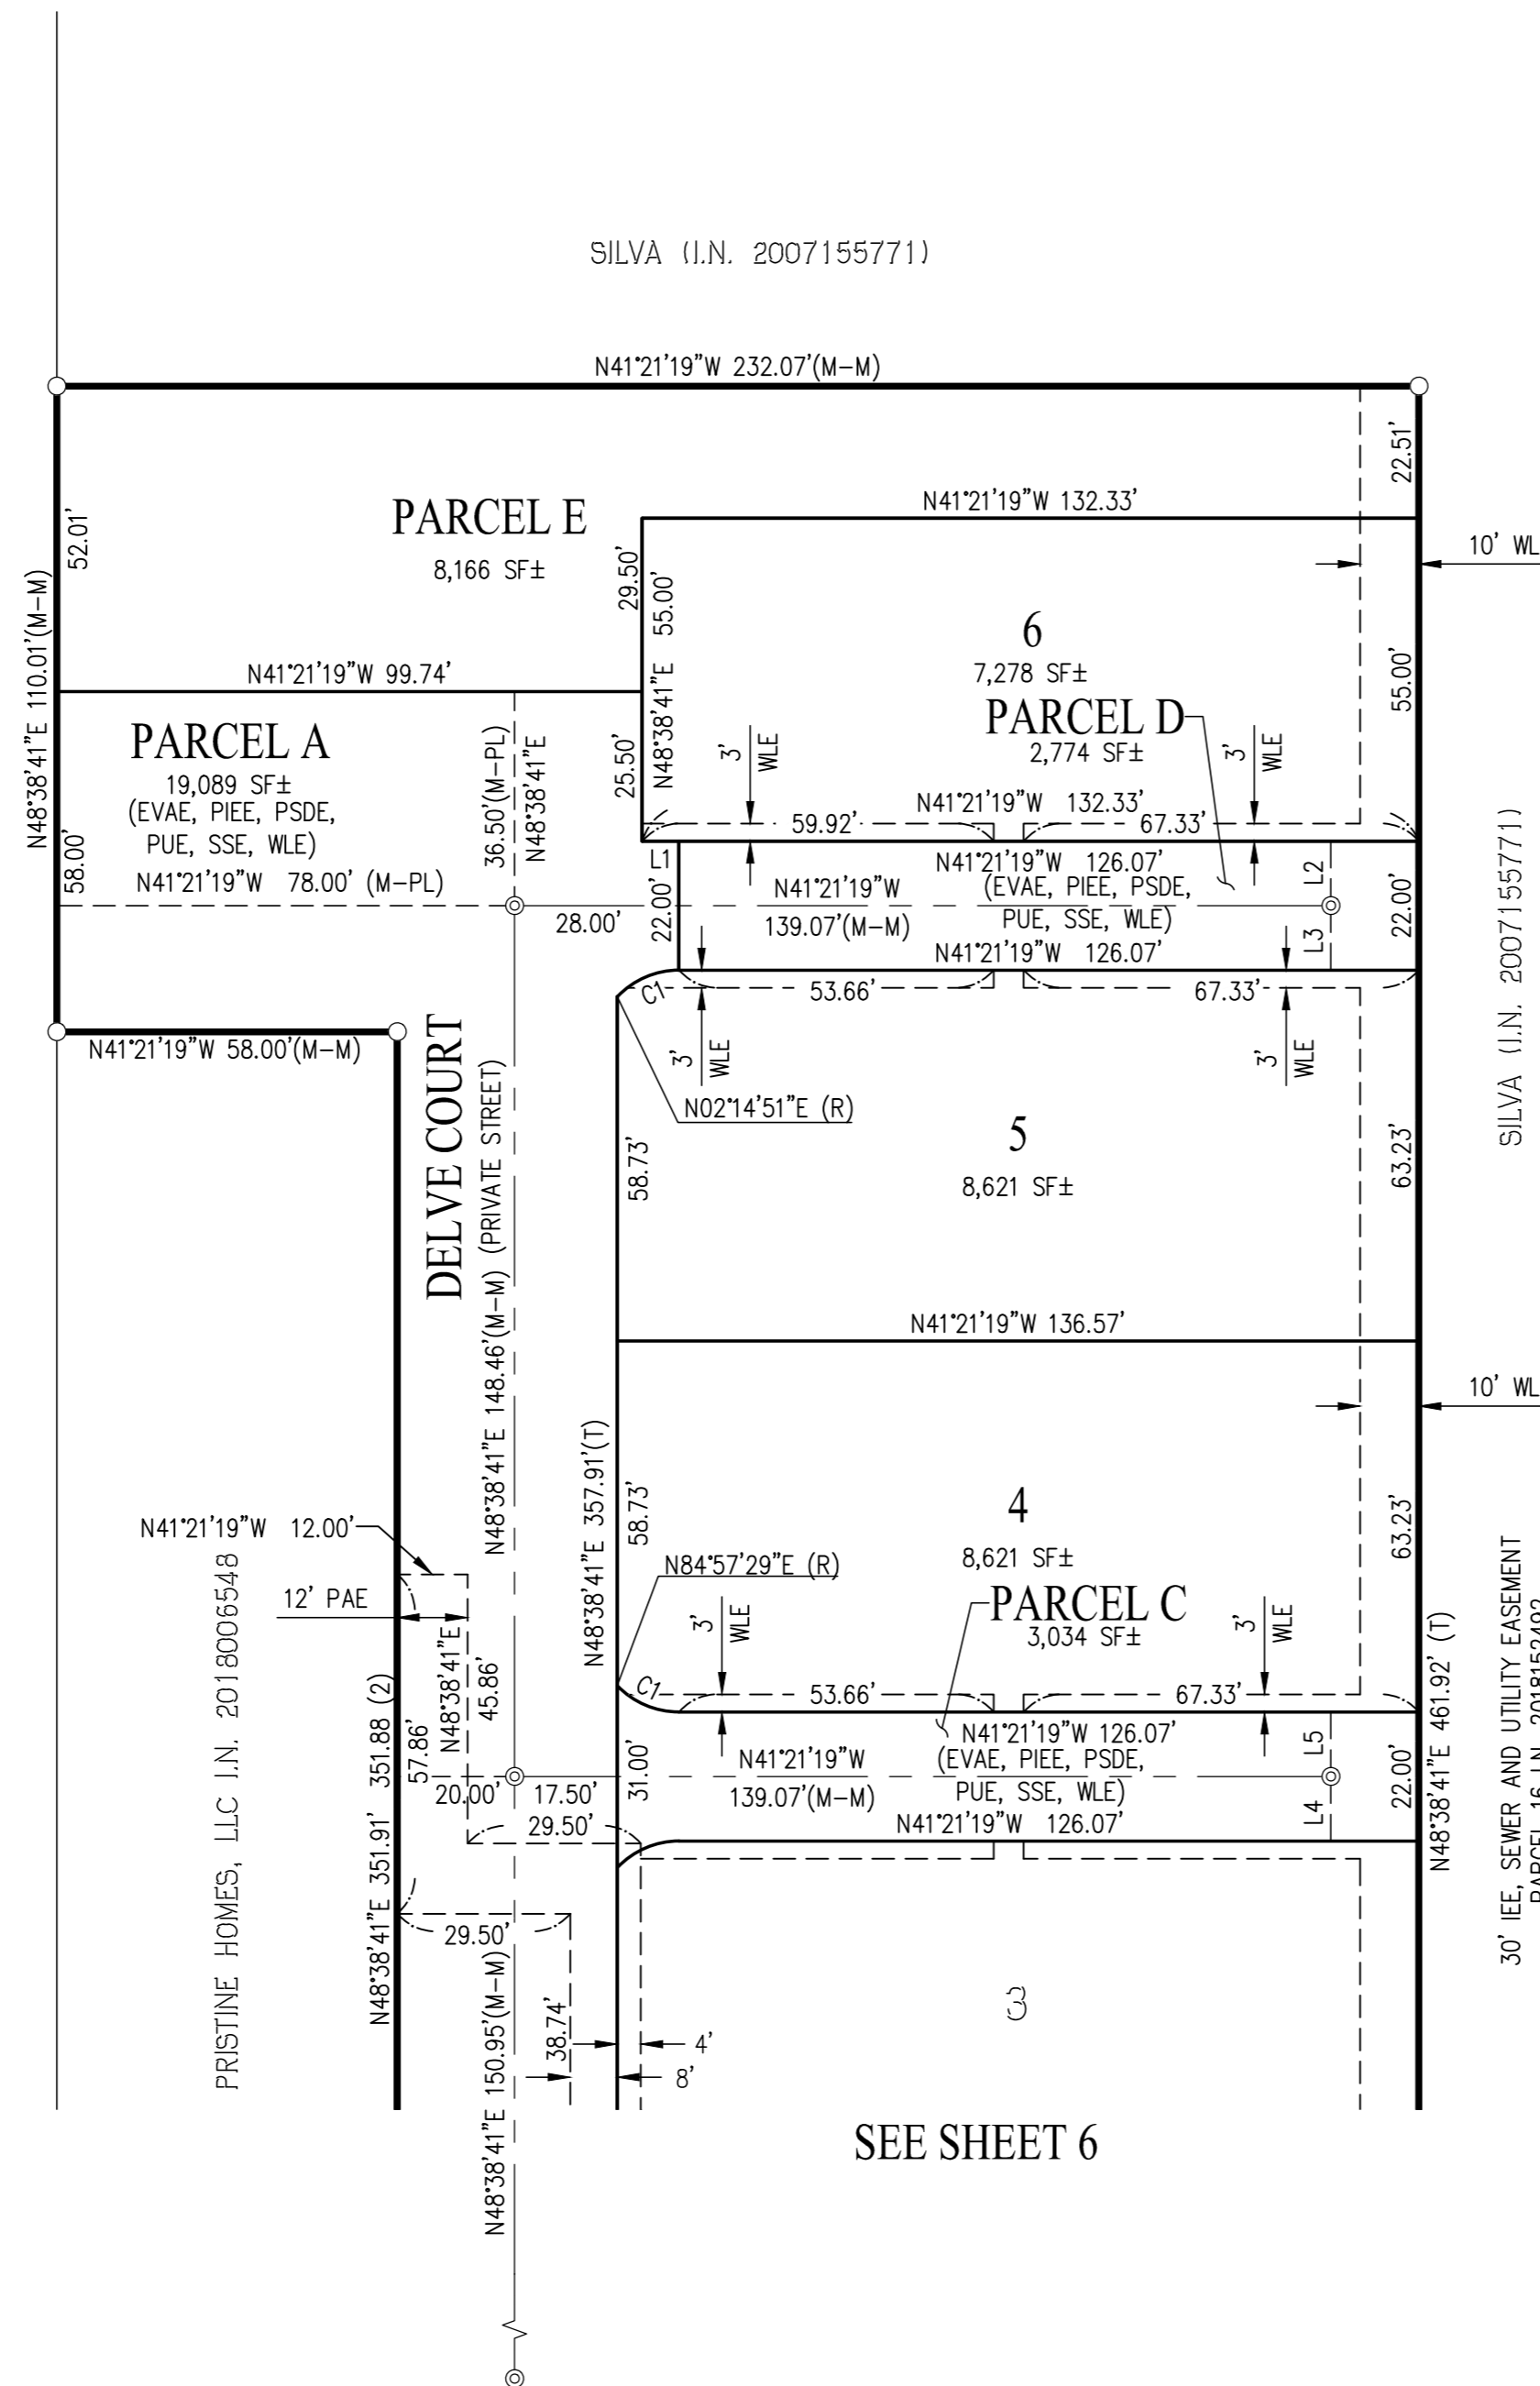 SILVA (I.N. 2007155771)
N41°21'19"W 232.07'(M-M)
22.51'
52.01'
PARCEL E
8,166 SF±
N41°21'19"W 132.33'
10' WL
29.50'
N48°38'41"E 55.00'
6
7,278 SF±
55.00'
N48°38'41"E 110.01'(M-M)
N41°21'19"W 99.74'
PARCEL D
2,774 SF±
PARCEL A
19,089 SF±
(EVAE, PIEE, PSDE,
PUE, SSE, WLE)
36.50'(M-PL)
N48°38'41"E
25.50'
3'
WLE
3'
WLE
N41°21'19"W 132.33'
59.92'
67.33'
58.00'
N41°21'19"W 78.00' (M-PL)
L1
N41°21'19"W 126.07'
L2
22.00'
N41°21'19"W
(EVAE, PIEE, PSDE,
PUE, SSE, WLE)
22.00'
28.00'
139.07'(M-M)
N41°21'19"W 126.07'
L3
SILVA (I.N. 2007155771)
C1
53.66'
67.33'
N41°21'19"W 58.00'(M-M)
3'
WLE
3'
WLE
DELVE COURT
(PRIVATE STREET)
N02°14'51"E (R)
5
8,621 SF±
58.73'
63.23'
N48°38'41"E 148.46'(M-M)
N41°21'19"W 136.57'
10' WL
N48°38'41"E 357.91'(T)
58.73'
4
8,621 SF±
63.23'
N41°21'19"W 12.00'
12' PAE
N84°57'29"E (R)
PARCEL C
3,034 SF±
3'
WLE
3'
WLE
PRISTINE HOMES, LLC I.N. 2018006548
N48°38'41"E
45.86'
C1
53.66'
67.33'
N48°38'41"E 351.91' 351.88 (2)
57.86'
N41°21'19"W 126.07'
L5
31.00'
N41°21'19"W
(EVAE, PIEE, PSDE,
PUE, SSE, WLE)
22.00'
20.00'
17.50'
139.07'(M-M)
L4
N48°38'41"E 461.92' (T)
29.50'
N41°21'19"W 126.07'
30' IEE, SEWER AND UTILITY EASEMENT
PARCEL 16 I.N. 2018152492
29.50'
N48°38'41"E 150.95'(M-M)
38.74'
3
4'
8'
SEE SHEET 6